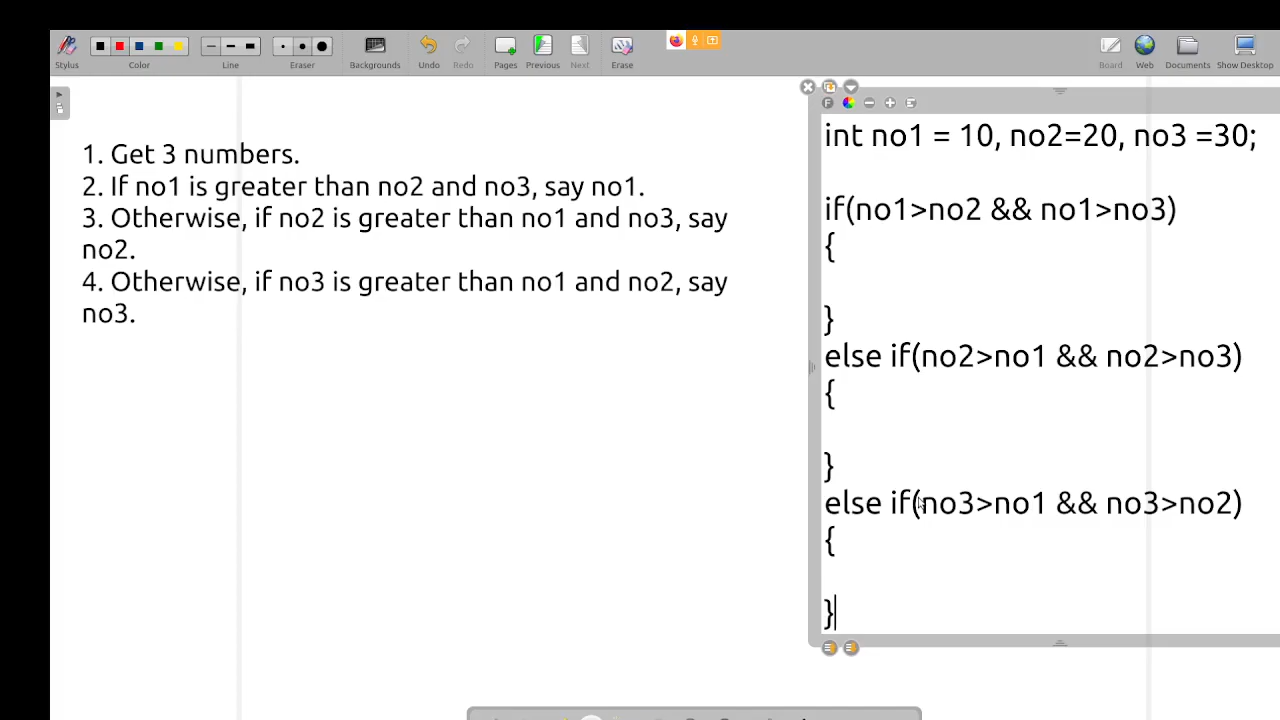 Stylus
Color
Line
Eraser
Backgrounds
Undo
Redo
Pages
Previous
Next
Erase
Board
Web
Documents
Show Desktop
1. Get 3 numbers.
2. If no1 is greater than no2 and no3, say no1.
3. Otherwise, if no2 is greater than no1 and no3, say
no2.
4. Otherwise, if no3 is greater than no1 and no2, say
no3.
F
int no1 = 10, no2=20, no3 =30;
if(no1>no2 && no1>no3)
{
}
else if(no2>no1 && no2>no3)
{
}
else if(no3>no1 && no3>no2)
{
}